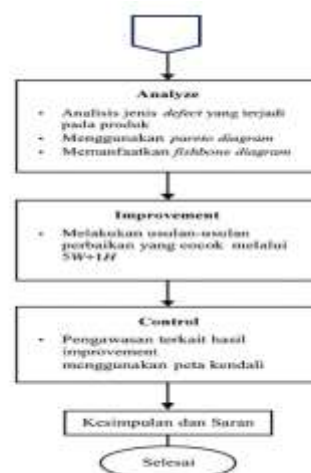 Analyze
- Analisis jenis defect yang terjadi
pada produk
- Menggunakan pareto diagram
- Memanfaatkan fishbone diagram
Improvement
- Melakukan usulan-usulan
perbaikan yang cocok melalui
5W+1H
Control
- Pengawasan terkait hasil
improvement
menggunakan peta kendali
Kesimpulan dan Saran
Selesai